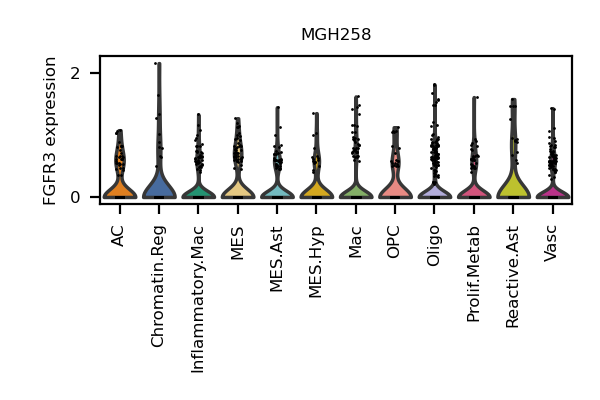 MGH258
FGFR3 expression
2
0
AC
Chromatin.Reg
Inflammatory.Mac
MES
MES.Ast
MES.Hyp
Mac
OPC
Oligo
Prolif.Metab
Reactive.Ast
Vasc